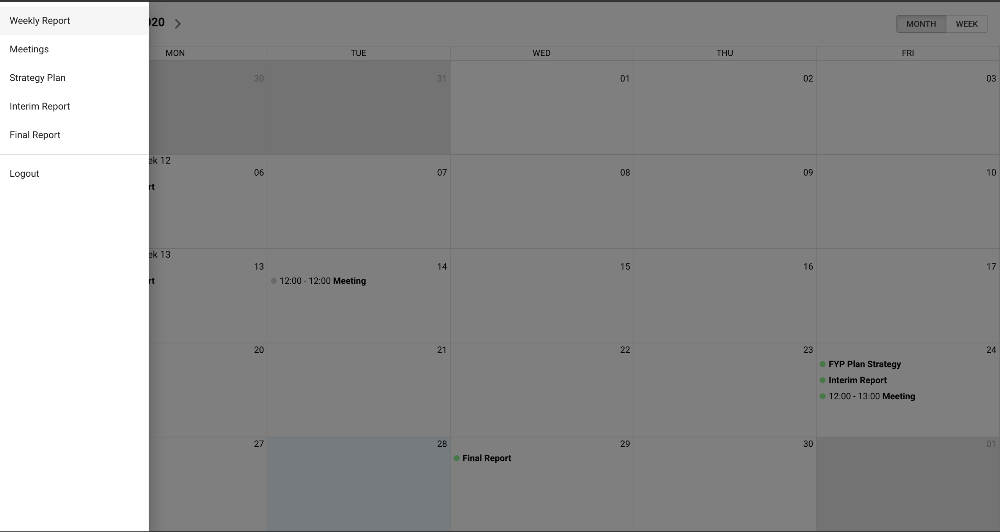 Weekly Report
Meetings
Strategy Plan
Interim Report
Final Report
Logout
020
MONTH WEEK
MON TUE WED THU FRI
30 31 01 02 03
ek 12
06 07 08 09 10
rt
ek 13
13 14 15 16 17
rt
12:00 - 12:00 Meeting
20 21 22 23 24
FYP Plan Strategy
Interim Report
12:00 - 13:00 Meeting
27 28 29 30 01
Final Report